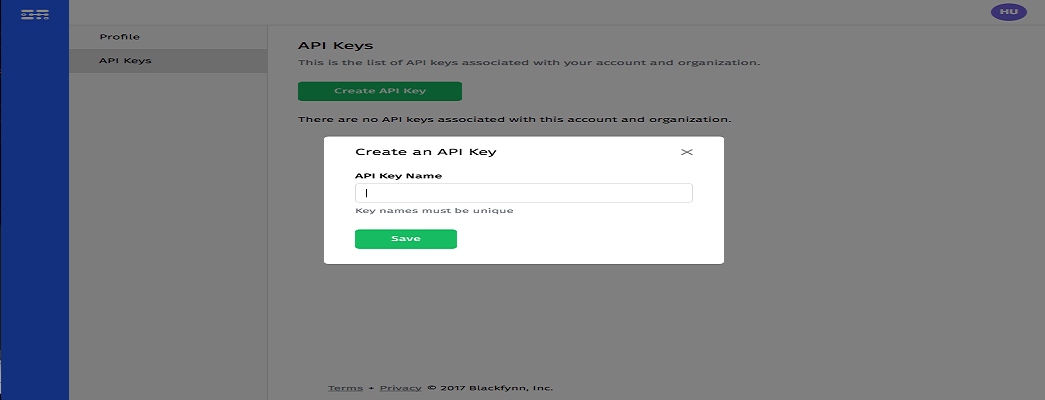 HU
Profile
API Keys
API Keys
This is the list of API keys associated with your account and organization.
Create API Key
There are no API keys associated with this account and organization.
Create an API Key
API Key Name
Key names must be unique
Save
Terms • Privacy © 2017 Blackfynn, Inc.